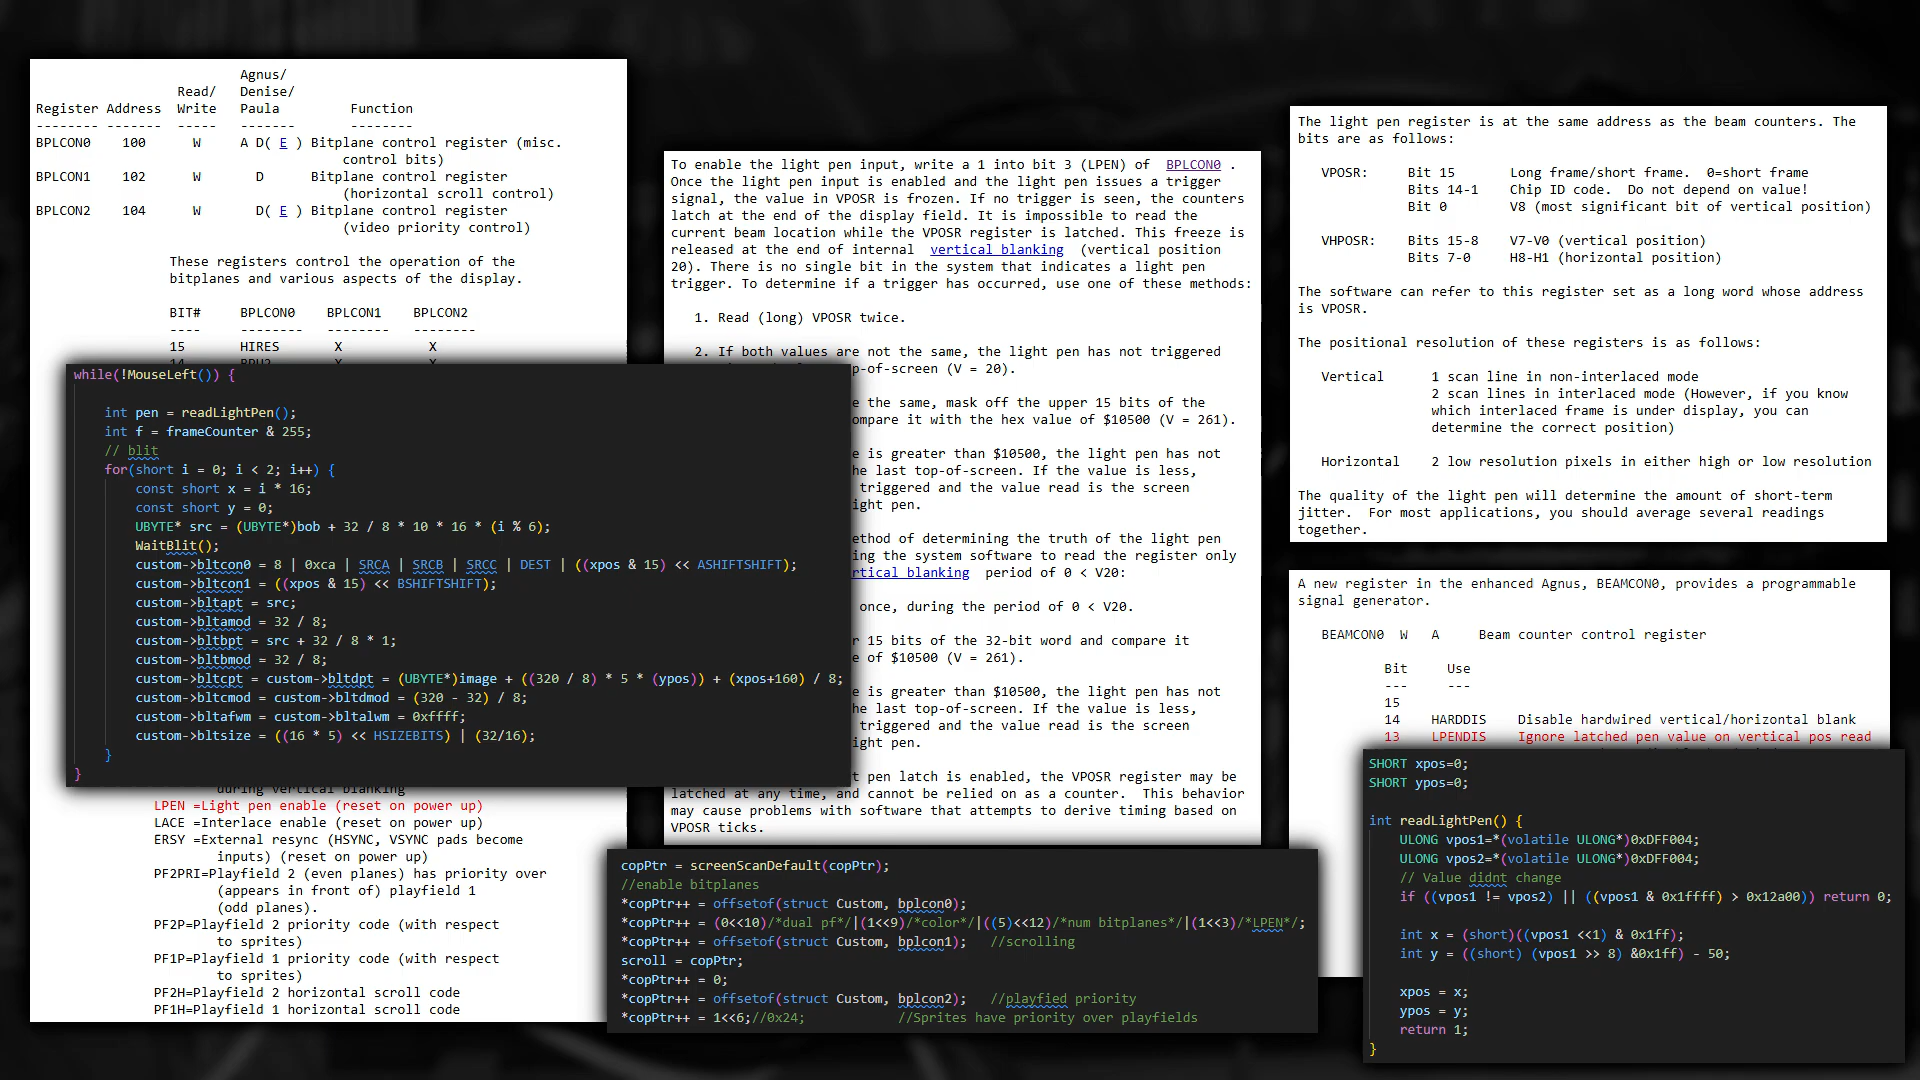 Agnus/
Read/ Denise/
Register Address Write Paula Function
-------- ------- ----- ------- --------
BPLCON0 100 W A D( E ) Bitplane control register (misc.
control bits)
BPLCON1 102 W D Bitplane control register
(horizontal scroll control)
BPLCON2 104 W D( E ) Bitplane control register
(video priority control)
These registers control the operation of the
bitplanes and various aspects of the display.
BIT# BPLCON0 BPLCON1 BPLCON2
---- -------- -------- --------
15 HIRES X X
while(!MouseLeft()) {
int pen = readLightPen();
int f = frameCounter & 255;
// blit
for(short i = 0; i < 2; i++) {
const short x = i * 16;
const short y = 0;
UBYTE* src = (UBYTE*)bob + 32 / 8 * 10 * 16 * (i % 6);
WaitBlit();
custom->bltcon0 = 8 | 0xca | SRCA | SRCB | SRCC | DEST | ((xpos & 15) << ASHIFTSHIFT);
custom->bltcon1 = ((xpos & 15) << BSHIFTSHIFT);
custom->bltapt = src;
custom->bltamod = 32 / 8;
custom->bltbpt = src + 32 / 8 * 1;
custom->bltbmod = 32 / 8;
custom->bltcpt = custom->bltdpt = (UBYTE*)image + ((320 / 8) * 5 * (ypos)) + (xpos+160) / 8;
custom->bltcmod = custom->bltdmod = (320 - 32) / 8;
custom->bltafwm = custom->bltalwm = 0xffff;
custom->bltsize = ((16 * 5) << HSIZEBITS) | (32/16);
}
}
during vertical blanking
LPEN =Light pen enable (reset on power up)
LACE =Interlace enable (reset on power up)
ERSY =External resync (HSYNC, VSYNC pads become
inputs) (reset on power up)
PF2PRI=Playfield 2 (even planes) has priority over
(appears in front of) playfield 1
(odd planes).
PF2P=Playfield 2 priority code (with respect
to sprites)
PF1P=Playfield 1 priority code (with respect
to sprites)
PF2H=Playfield 2 horizontal scroll code
PF1H=Playfield 1 horizontal scroll code
To enable the light pen input, write a 1 into bit 3 (LPEN) of BPLCON0 .
Once the light pen input is enabled and the light pen issues a trigger
signal, the value in VPOSR is frozen. If no trigger is seen, the counters
latch at the end of the display field. It is impossible to read the
current beam location while the VPOSR register is latched. This freeze is
released at the end of internal vertical blanking (vertical position
20). There is no single bit in the system that indicates a light pen
trigger. To determine if a trigger has occurred, use one of these methods:
1. Read (long) VPOSR twice.
2. If both values are not the same, the light pen has not triggered
p-of-screen (V = 20).
e the same, mask off the upper 15 bits of the
ompare it with the hex value of $10500 (V = 261).
e is greater than $10500, the light pen has not
he last top-of-screen. If the value is less,
triggered and the value read is the screen
ight pen.
ethod of determining the truth of the light pen
ing the system software to read the register only
rtical blanking period of 0 < V20:
once, during the period of 0 < V20.
r 15 bits of the 32-bit word and compare it
e of $10500 (V = 261).
e is greater than $10500, the light pen has not
he last top-of-screen. If the value is less,
triggered and the value read is the screen
ight pen.
t pen latch is enabled, the VPOSR register may be
latched at any time, and cannot be relied on as a counter. This behavior
may cause problems with software that attempts to derive timing based on
VPOSR ticks.
copPtr = screenScanDefault(copPtr);
//enable bitplanes
*copPtr++ = offsetof(struct Custom, bplcon0);
*copPtr++ = (0<<10)/*dual pf*/|(1<<9)/*color*/|((5)<<12)/*num bitplanes*/|(1<<3)/*LPEN*/;
*copPtr++ = offsetof(struct Custom, bplcon1); //scrolling
scroll = copPtr;
*copPtr++ = 0;
*copPtr++ = offsetof(struct Custom, bplcon2); //playfied priority
*copPtr++ = 1<<6;//0x24; //Sprites have priority over playfields
The light pen register is at the same address as the beam counters. The
bits are as follows:
VPOSR: Bit 15 Long frame/short frame. 0=short frame
Bits 14-1 Chip ID code. Do not depend on value!
Bit 0 V8 (most significant bit of vertical position)
VHPOSR: Bits 15-8 V7-V0 (vertical position)
Bits 7-0 H8-H1 (horizontal position)
The software can refer to this register set as a long word whose address
is VPOSR.
The positional resolution of these registers is as follows:
Vertical 1 scan line in non-interlaced mode
2 scan lines in interlaced mode (However, if you know
which interlaced frame is under display, you can
determine the correct position)
Horizontal 2 low resolution pixels in either high or low resolution
The quality of the light pen will determine the amount of short-term
jitter. For most applications, you should average several readings
together.
A new register in the enhanced Agnus, BEAMCON0, provides a programmable
signal generator.
BEAMCON0 W A Beam counter control register
Bit Use
--- ---
15
14 HARDDIS Disable hardwired vertical/horizontal blank
13 LPENDIS Ignore latched pen value on vertical pos read
SHORT xpos=0;
SHORT ypos=0;
int readLightPen() {
ULONG vpos1=*(volatile ULONG*)0xDFF004;
ULONG vpos2=*(volatile ULONG*)0xDFF004;
// Value didnt change
if ((vpos1 != vpos2) || ((vpos1 & 0x1ffff) > 0x12a00)) return 0;
int x = (short)((vpos1 <<1) & 0x1ff);
int y = ((short) (vpos1 >> 8) &0x1ff) - 50;
xpos = x;
ypos = y;
return 1;
}